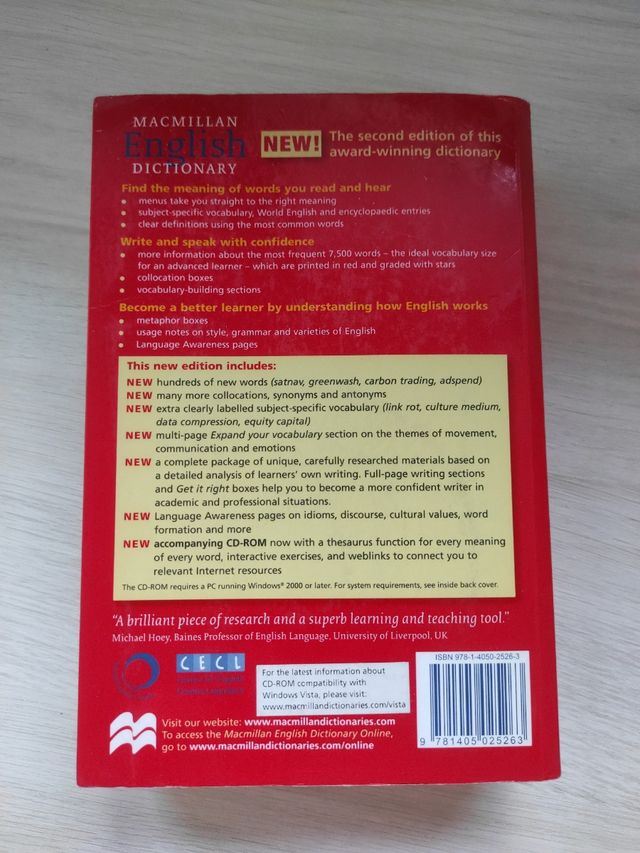 MACMILLAN
English
DICTIONARY
NEW!
The second edition of this
award-winning dictionary
Find the meaning of words you read and hear
• menus take you straight to the right meaning
• subject-specific vocabulary, World English and encyclopaedic entries
• clear definitions using the most common words
Write and speak with confidence
• more information about the most frequent 7,500 words – the ideal vocabulary size
for an advanced learner – which are printed in red and graded with stars
• collocation boxes
• vocabulary-building sections
Become a better learner by understanding how English works
• metaphor boxes
• usage notes on style, grammar and varieties of English
• Language Awareness pages
This new edition includes:
NEW hundreds of new words (satnav, greenwash, carbon trading, adspend)
NEW many more collocations, synonyms and antonyms
NEW extra clearly labelled subject-specific vocabulary (link rot, culture medium,
data compression, equity capital)
NEW multi-page Expand your vocabulary section on the themes of movement,
communication and emotions
NEW a complete package of unique, carefully researched materials based on
a detailed analysis of learners' own writing. Full-page writing sections
and Get it right boxes help you to become a more confident writer in
academic and professional situations.
NEW Language Awareness pages on idioms, discourse, cultural values, word
formation and more
NEW accompanying CD-ROM now with a thesaurus function for every meaning
of every word, interactive exercises, and weblinks to connect you to
relevant Internet resources
The CD-ROM requires a PC running Windows® 2000 or later. For system requirements, see inside back cover.
"A brilliant piece of research and a superb learning and teaching tool."
Michael Hoey, Baines Professor of English Language, University of Liverpool, UK
CECL
Centre for English
Corpus Linguistics
For the latest information about
CD-ROM compatibility with
Windows Vista, please visit:
www.macmillandictionaries.com/vista
ISBN 978-1-4050-2526-3
9 781405 025263
Visit our website: www.macmillandictionaries.com
To access the Macmillan English Dictionary Online,
go to www.macmillandictionaries.com/online